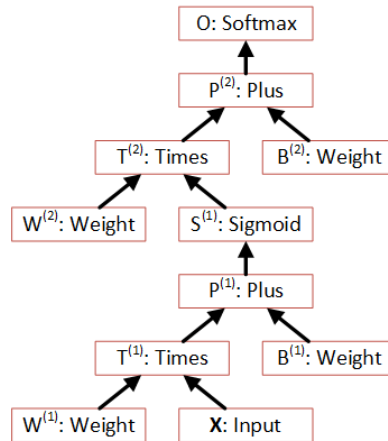 O: Softmax
P(2): Plus
T(2): Times
B(2): Weight
W(2): Weight
S(1): Sigmoid
P(1): Plus
T(1): Times
B(1): Weight
W(1): Weight
X: Input